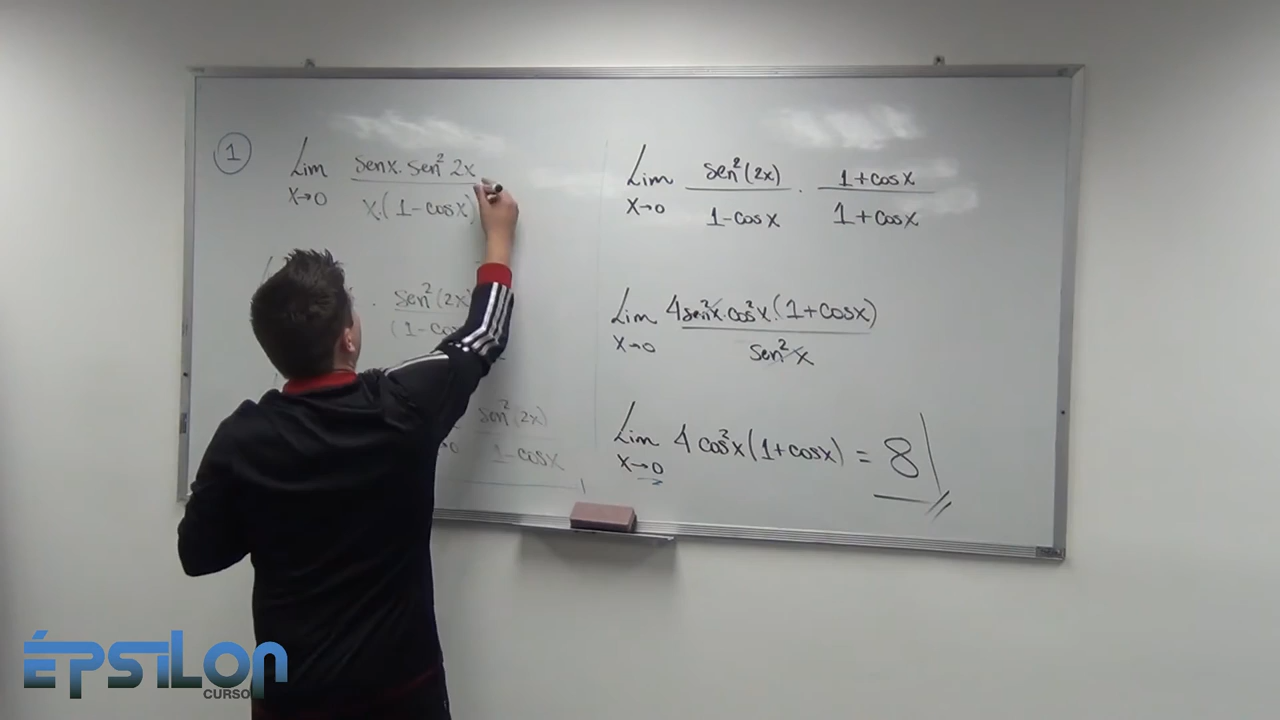 1
Lim x→0 senx · sen² 2x / x·(1-cosx)
· sen²(2x) / (1-cos
sen²(2x) / 1-cosx
Lim x→0 sen²(2x) / 1-cosx · 1+cosx / 1+cosx
Lim x→0 4sen²x·cos²x·(1+cosx) / sen²x
Lim x→0 4cos²x(1+cosx) = 8
ÉPSILON
CURSO